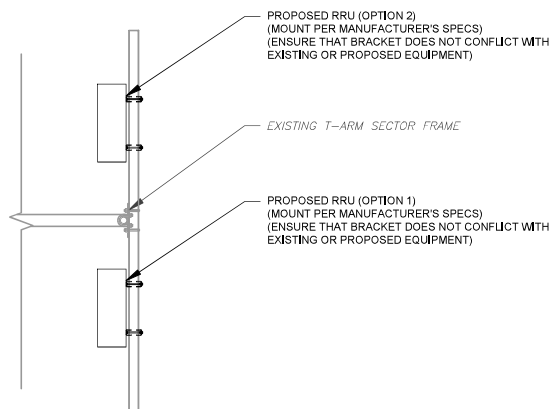 PROPOSED RRU (OPTION 2)
(MOUNT PER MANUFACTURER'S SPECS)
(ENSURE THAT BRACKET DOES NOT CONFLICT WITH
EXISTING OR PROPOSED EQUIPMENT)
EXISTING T-ARM SECTOR FRAME
PROPOSED RRU (OPTION 1)
(MOUNT PER MANUFACTURER'S SPECS)
(ENSURE THAT BRACKET DOES NOT CONFLICT WITH
EXISTING OR PROPOSED EQUIPMENT)